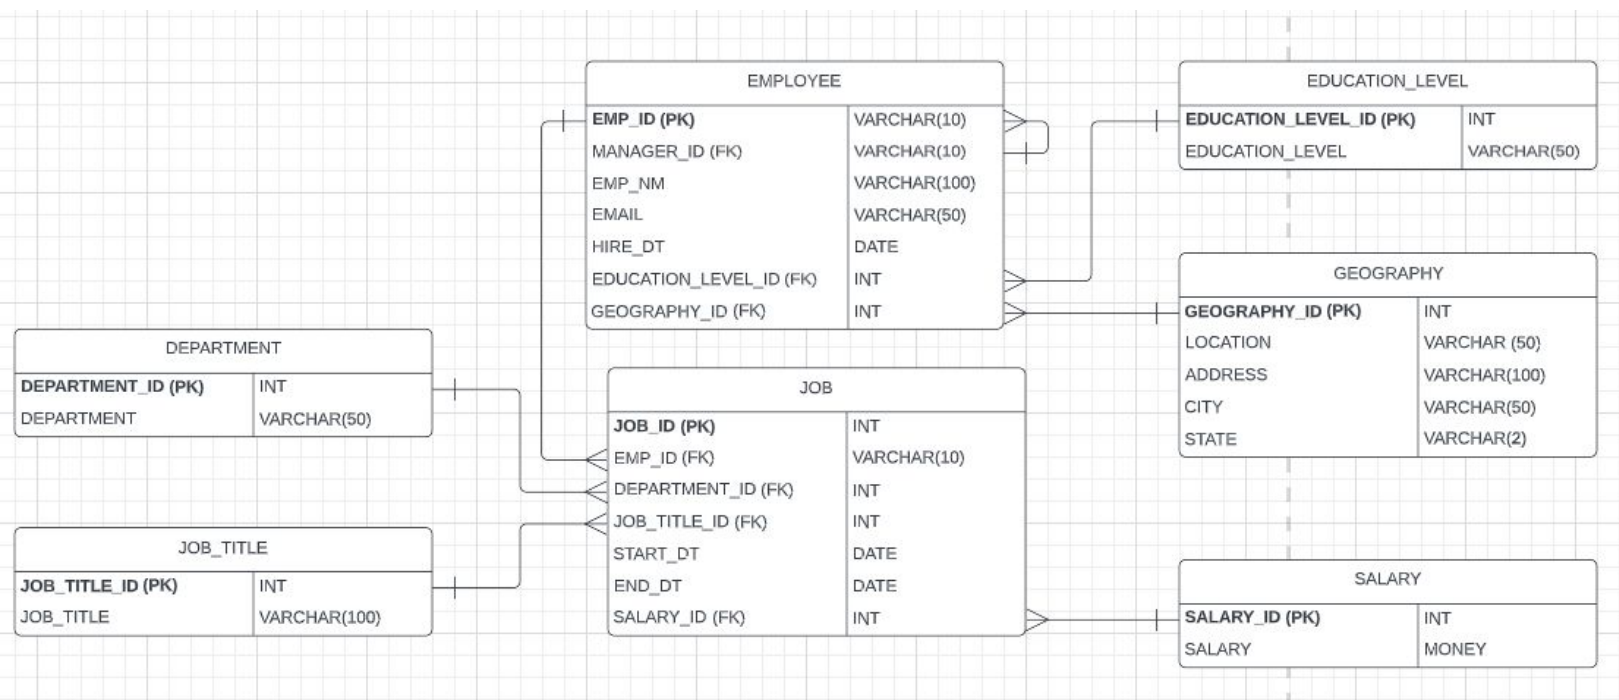 EMPLOYEE
EMP_ID (PK) VARCHAR(10)
MANAGER_ID (FK) VARCHAR(10)
EMP_NM VARCHAR(100)
EMAIL VARCHAR(50)
HIRE_DT DATE
EDUCATION_LEVEL_ID (FK) INT
GEOGRAPHY_ID (FK) INT
EDUCATION_LEVEL
EDUCATION_LEVEL_ID (PK) INT
EDUCATION_LEVEL VARCHAR(50)
GEOGRAPHY
GEOGRAPHY_ID (PK) INT
LOCATION VARCHAR (50)
ADDRESS VARCHAR(100)
CITY VARCHAR(50)
STATE VARCHAR(2)
DEPARTMENT
DEPARTMENT_ID (PK) INT
DEPARTMENT VARCHAR(50)
JOB
JOB_ID (PK) INT
EMP_ID (FK) VARCHAR(10)
DEPARTMENT_ID (FK) INT
JOB_TITLE_ID (FK) INT
START_DT DATE
END_DT DATE
SALARY_ID (FK) INT
JOB_TITLE
JOB_TITLE_ID (PK) INT
JOB_TITLE VARCHAR(100)
SALARY
SALARY_ID (PK) INT
SALARY MONEY